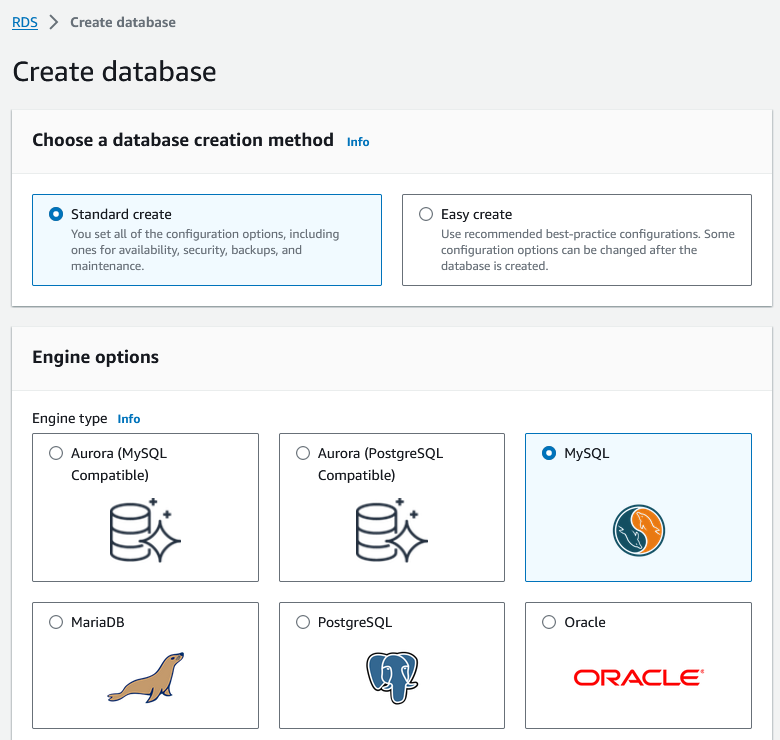 RDS > Create database
Create database
Choose a database creation method Info
Standard create
You set all of the configuration options, including
ones for availability, security, backups, and
maintenance.
Easy create
Use recommended best-practice configurations. Some
configuration options can be changed after the
database is created.
Engine options
Engine type Info
Aurora (MySQL
Compatible)
Aurora (PostgreSQL
Compatible)
MySQL
MariaDB
PostgreSQL
Oracle
ORACLE®